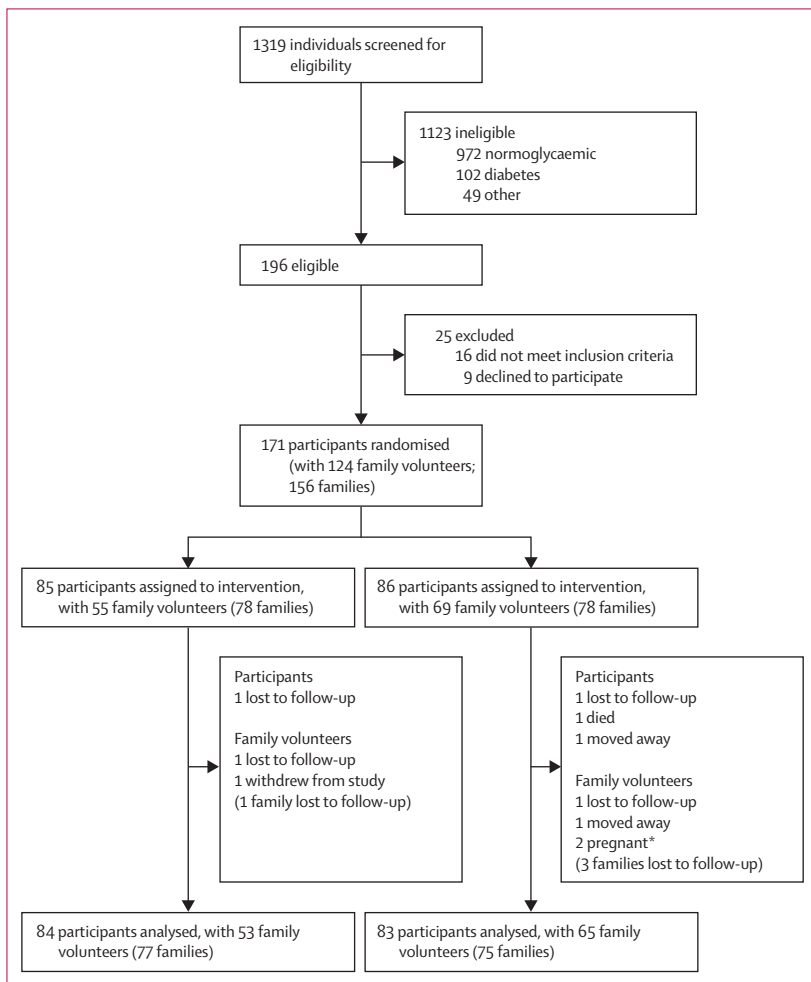 1319 individuals screened for
eligibility
1123 ineligible
972 normoglycaemic
102 diabetes
49 other
196 eligible
25 excluded
16 did not meet inclusion criteria
9 declined to participate
171 participants randomised
(with 124 family volunteers;
156 families)
85 participants assigned to intervention,
with 55 family volunteers (78 families)
86 participants assigned to intervention,
with 69 family volunteers (78 families)
Participants
1 lost to follow-up
Family volunteers
1 lost to follow-up
1 withdrew from study
(1 family lost to follow-up)
Participants
1 lost to follow-up
1 died
1 moved away
Family volunteers
1 lost to follow-up
1 moved away
2 pregnant*
(3 families lost to follow-up)
84 participants analysed, with 53 family
volunteers (77 families)
83 participants analysed, with 65 family
volunteers (75 families)